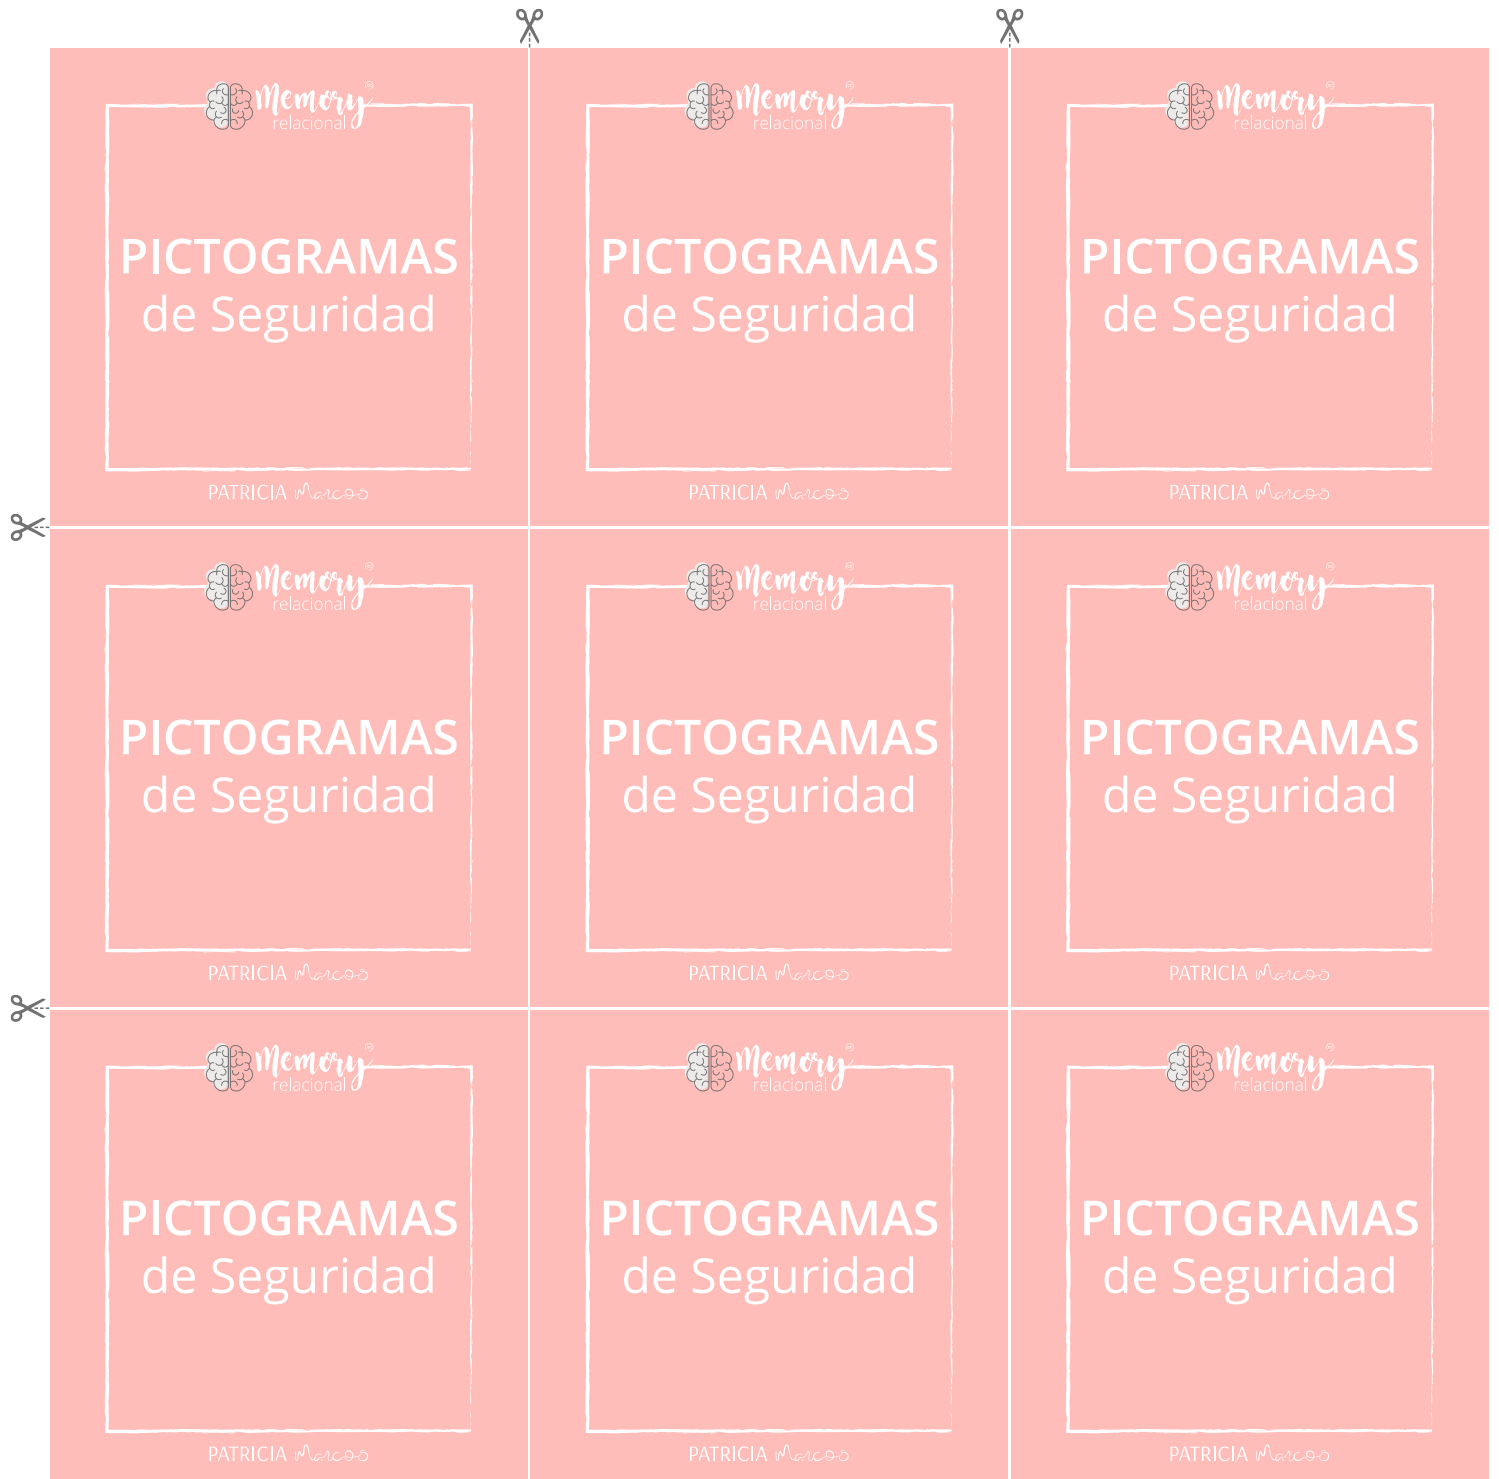 Memory®
relacional
PICTOGRAMAS
de Seguridad
PATRICIA Marcos
Memory®
relacional
PICTOGRAMAS
de Seguridad
PATRICIA Marcos
Memory®
relacional
PICTOGRAMAS
de Seguridad
PATRICIA Marcos
Memory®
relacional
PICTOGRAMAS
de Seguridad
PATRICIA Marcos
Memory®
relacional
PICTOGRAMAS
de Seguridad
PATRICIA Marcos
Memory®
relacional
PICTOGRAMAS
de Seguridad
PATRICIA Marcos
Memory®
relacional
PICTOGRAMAS
de Seguridad
PATRICIA Marcos
Memory®
relacional
PICTOGRAMAS
de Seguridad
PATRICIA Marcos
Memory®
relacional
PICTOGRAMAS
de Seguridad
PATRICIA Marcos